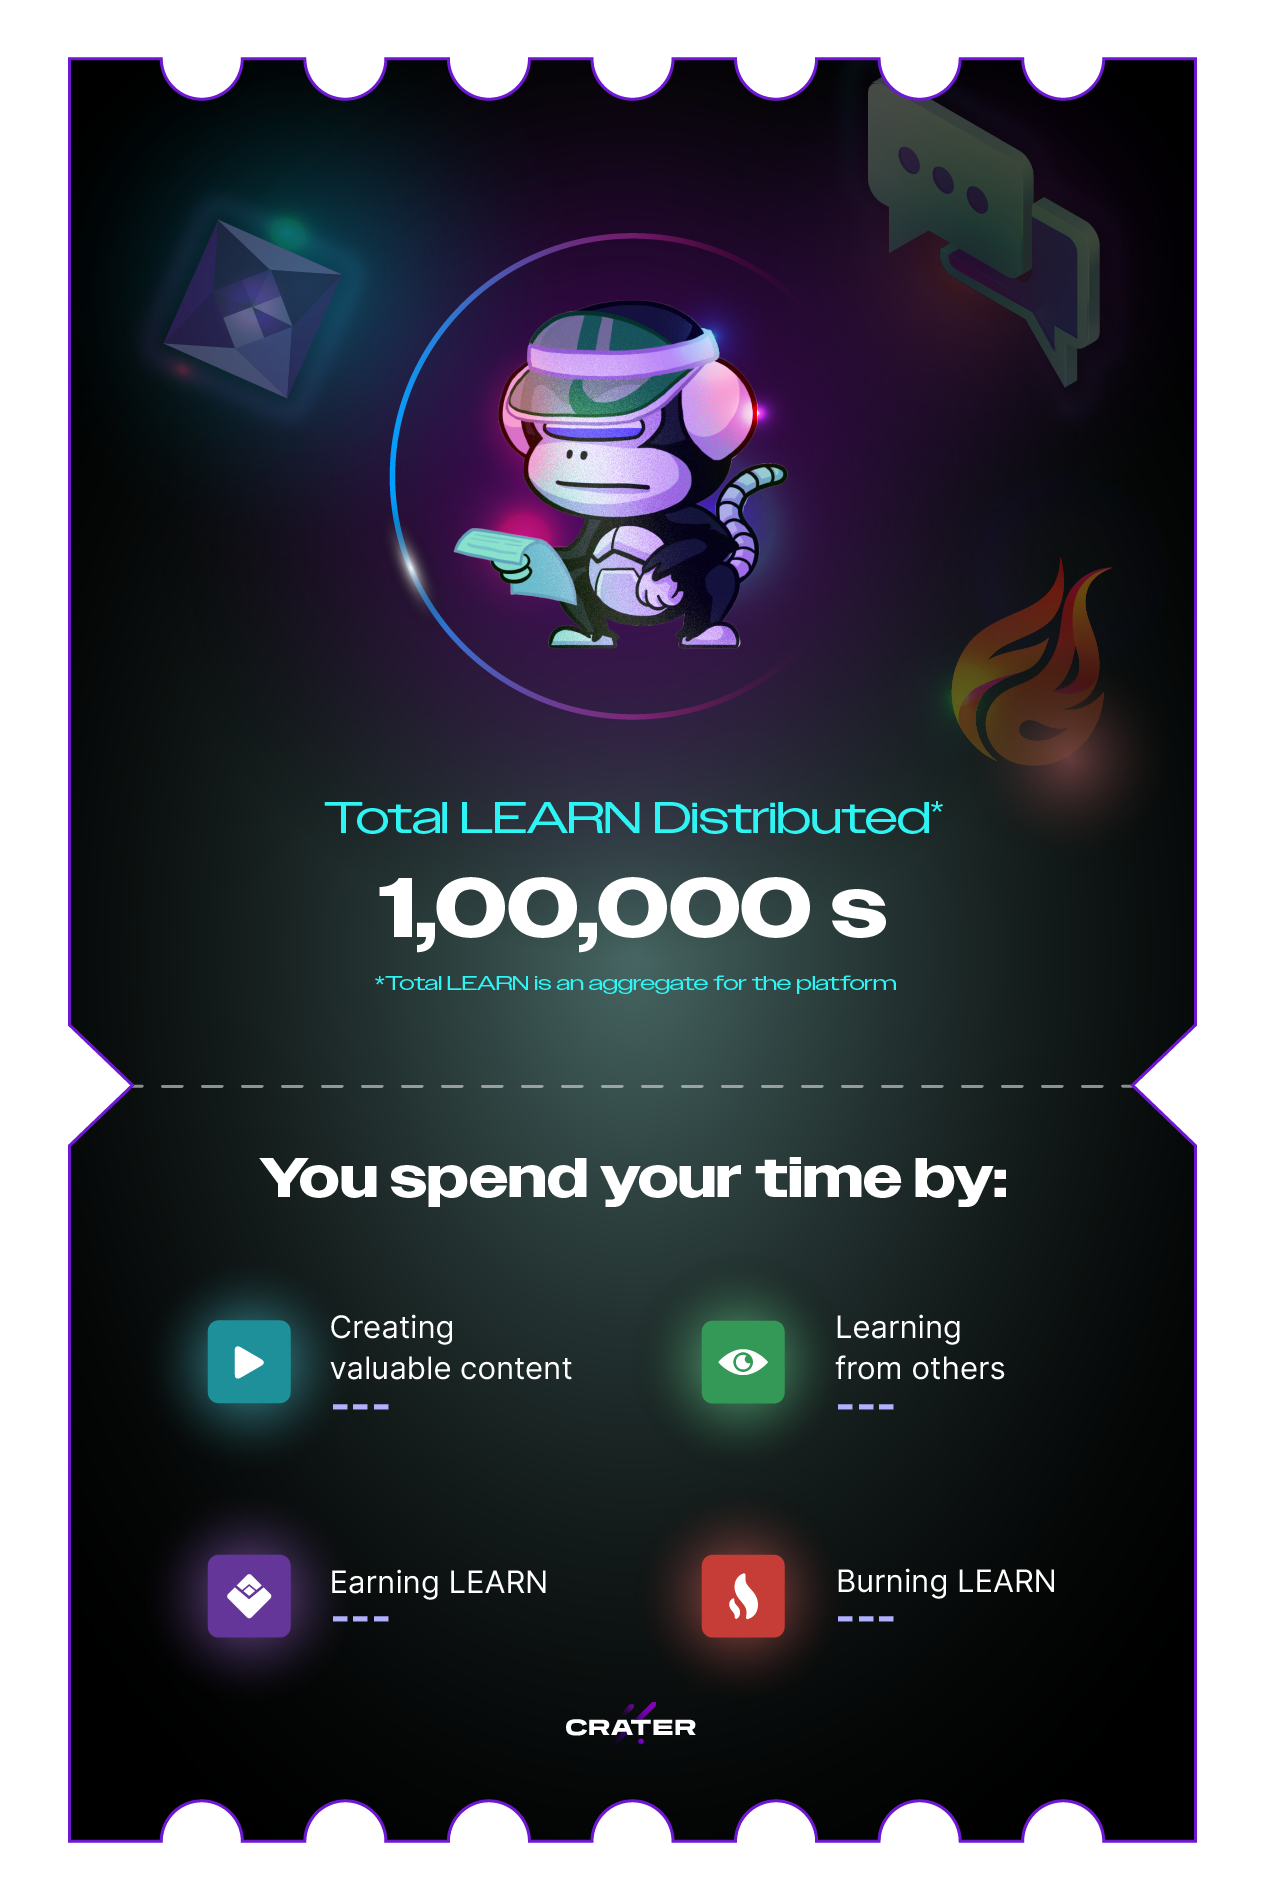 Total LEARN Distributed*
1,00,000 s
*Total LEARN is an aggregate for the platform
You spend your time by:
Creating
valuable content
Learning
from others
Earning LEARN
Burning LEARN
CRATER